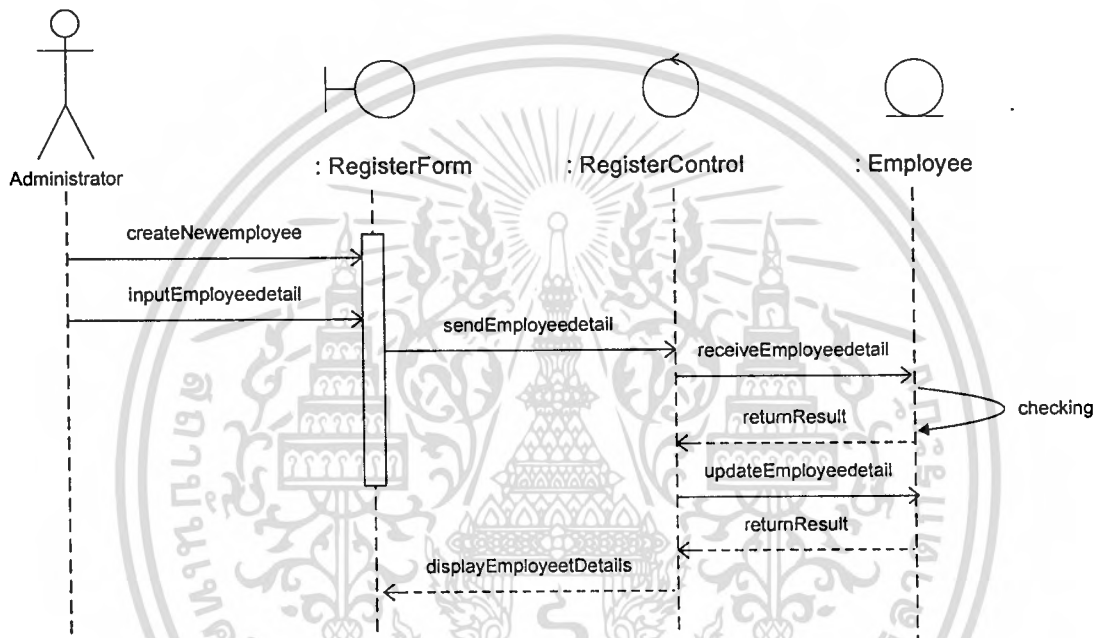 Administrator
: RegisterForm
: RegisterControl
: Employee
createNewemployee
inputEmployeedetail
sendEmployeedetail
receiveEmployeedetail
checking
returnResult
updateEmployeedetail
returnResult
displayEmployeetDetails